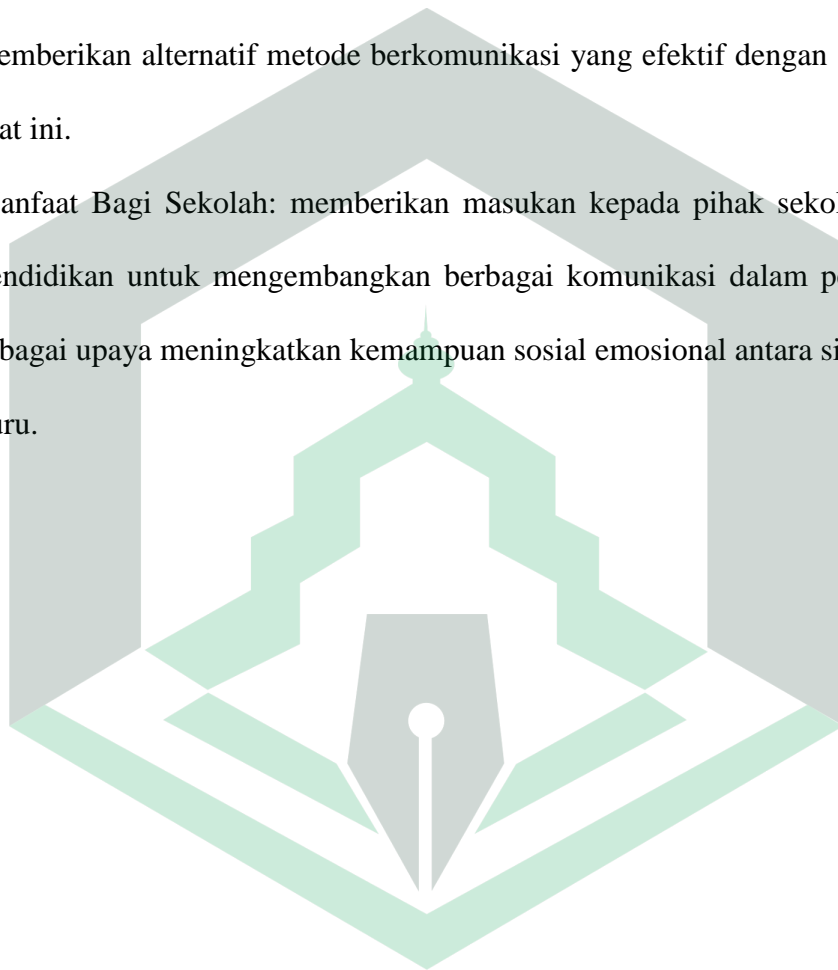 emberikan alternatif metode berkomunikasi yang efektif dengan
at ini.
anfaat Bagi Sekolah: memberikan masukan kepada pihak sekol
endidikan untuk mengembangkan berbagai komunikasi dalam p
bagai upaya meningkatkan kemampuan sosial emosional antara si
uru.